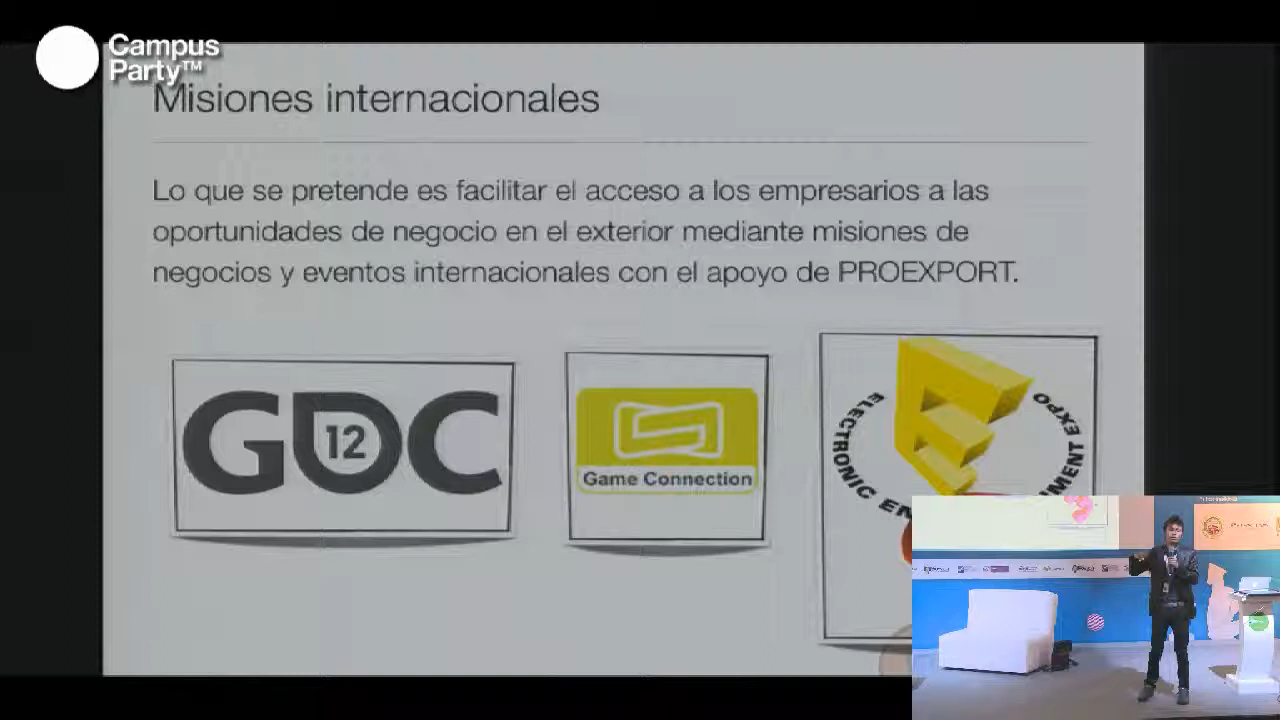 Campus
Party™
Misiones internacionales
Lo que se pretende es facilitar el acceso a los empresarios a las
oportunidades de negocio en el exterior mediante misiones de
negocios y eventos internacionales con el apoyo de PROEXPORT.
GDC
12
Game Connection
ELECTRONIC
EXPO